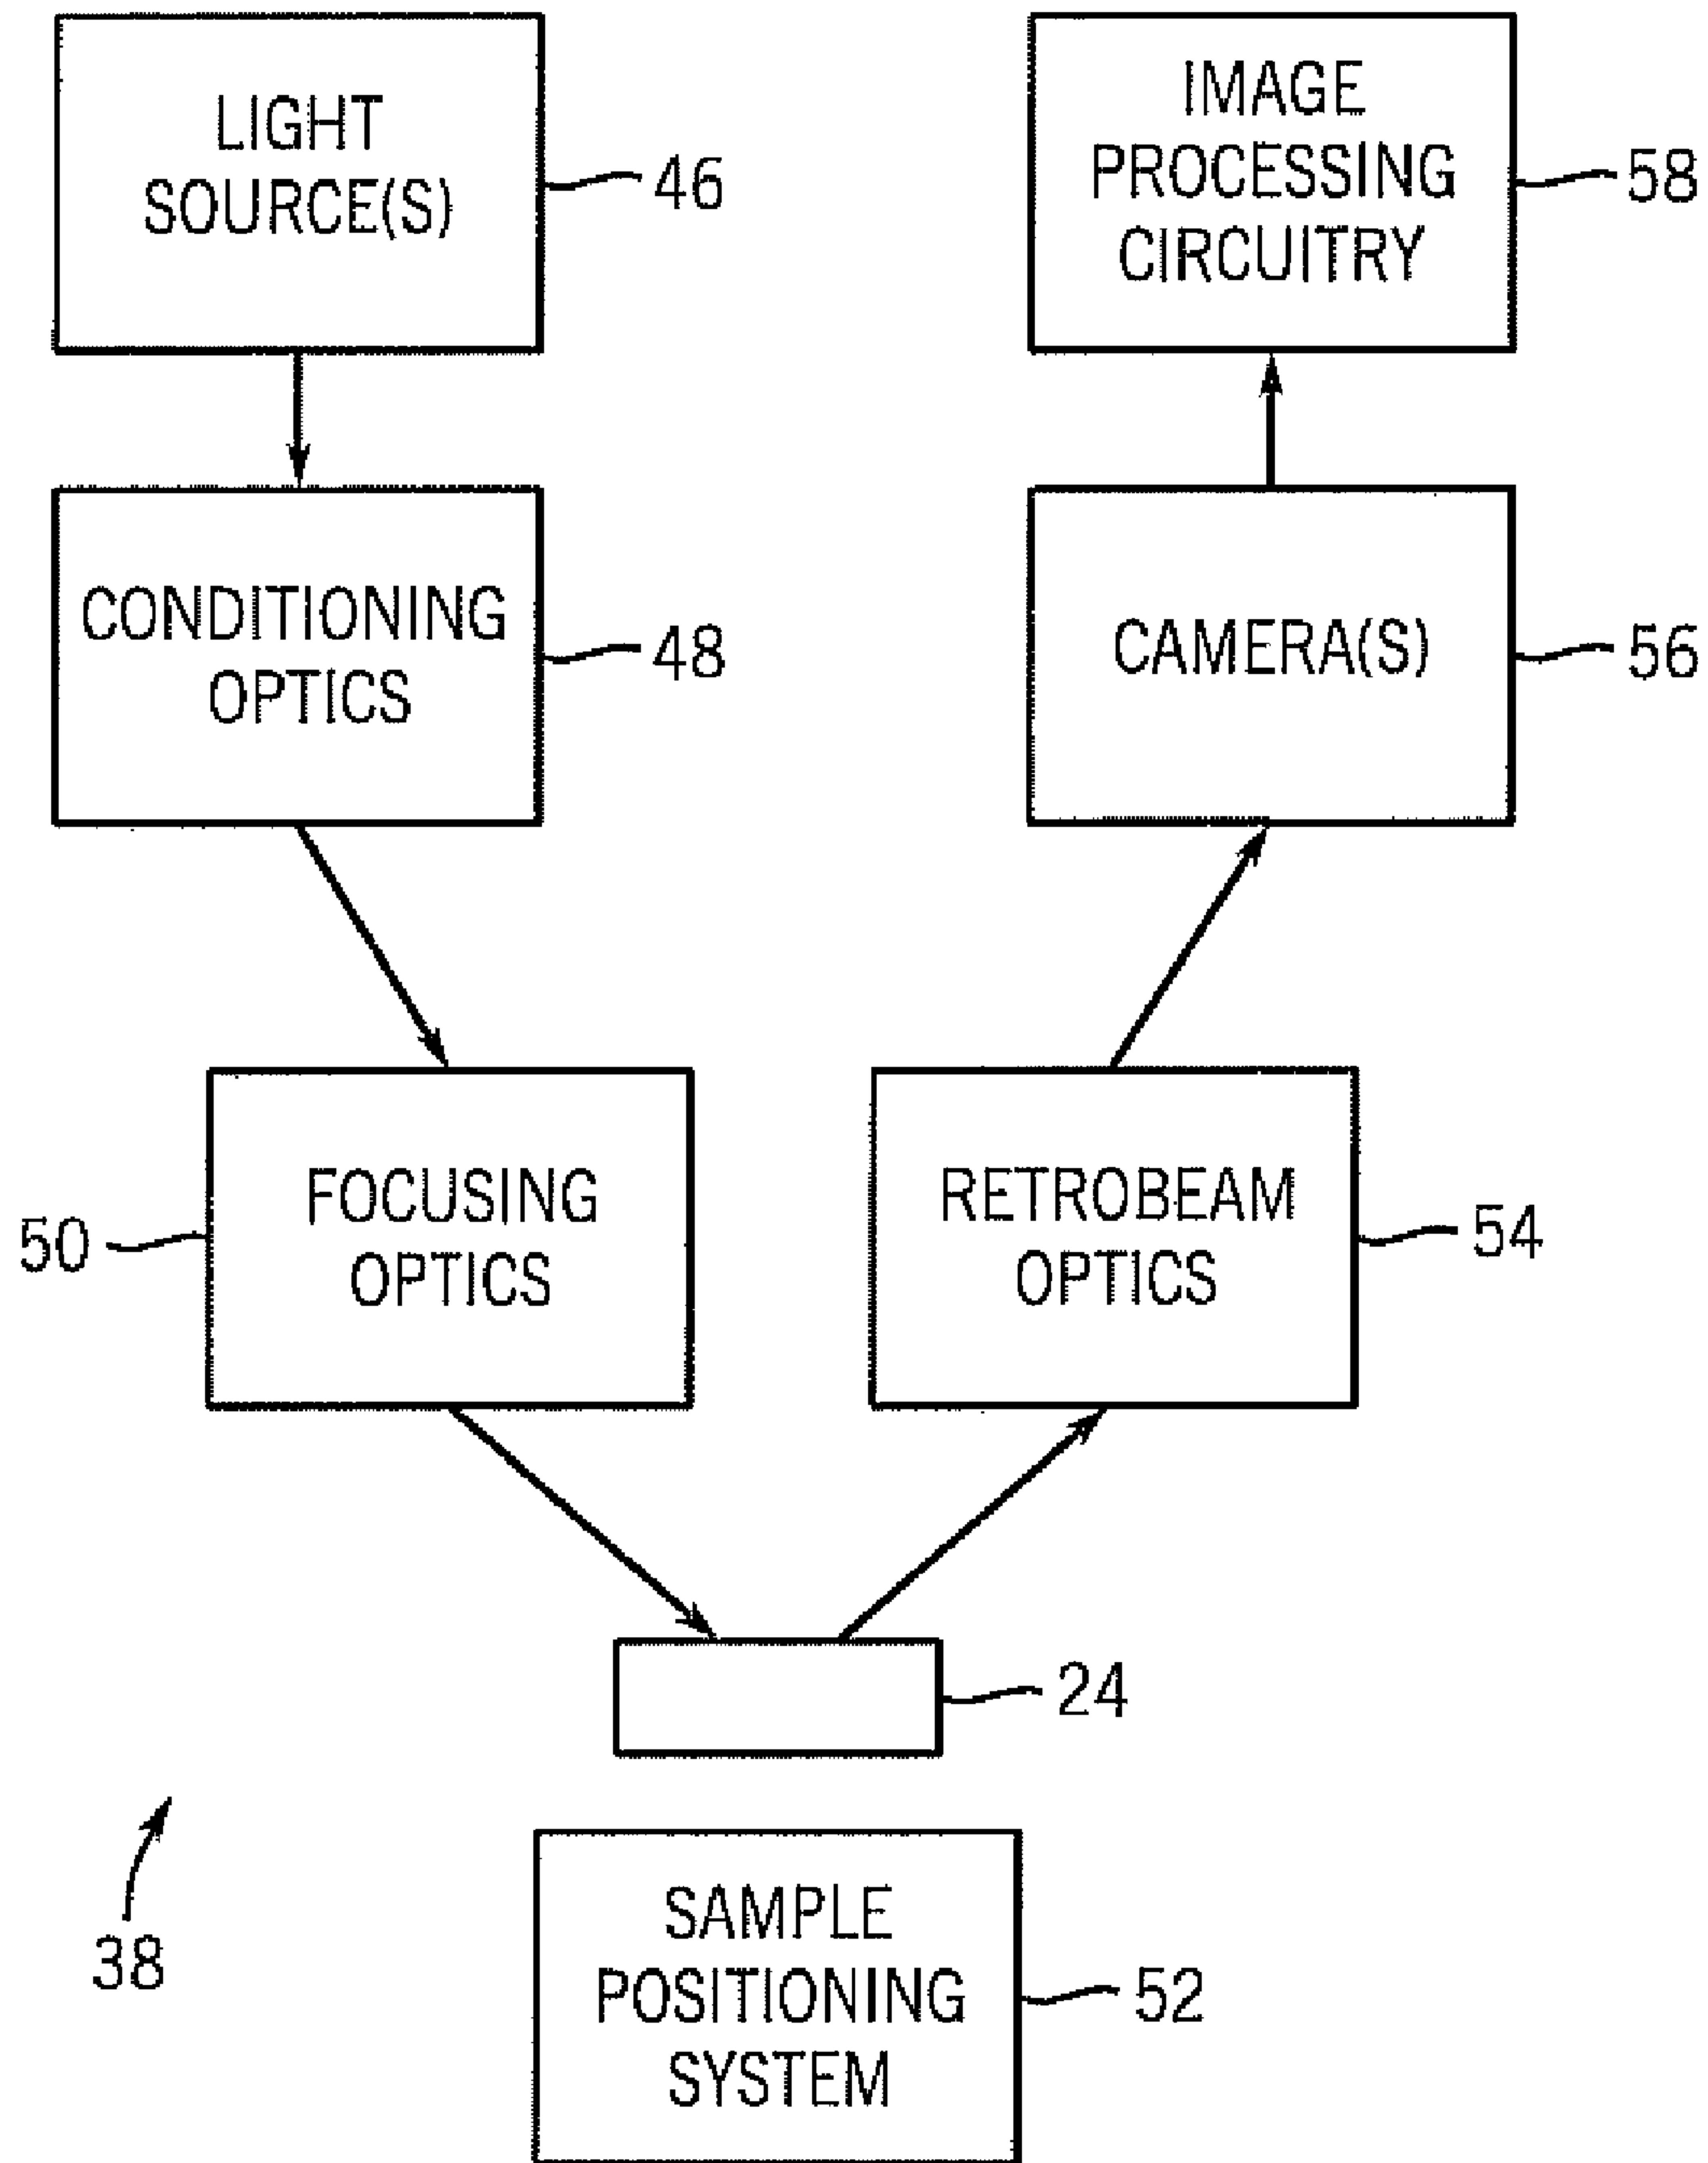 LIGHT
SOURCE(S)
46
IMAGE
PROCESSING
CIRCUITRY
58
CONDITIONING
OPTICS
48
CAMERA(S)
56
50
FOCUSING
OPTICS
RETROBEAM
OPTICS
54
24
38
SAMPLE
POSITIONING
SYSTEM
52